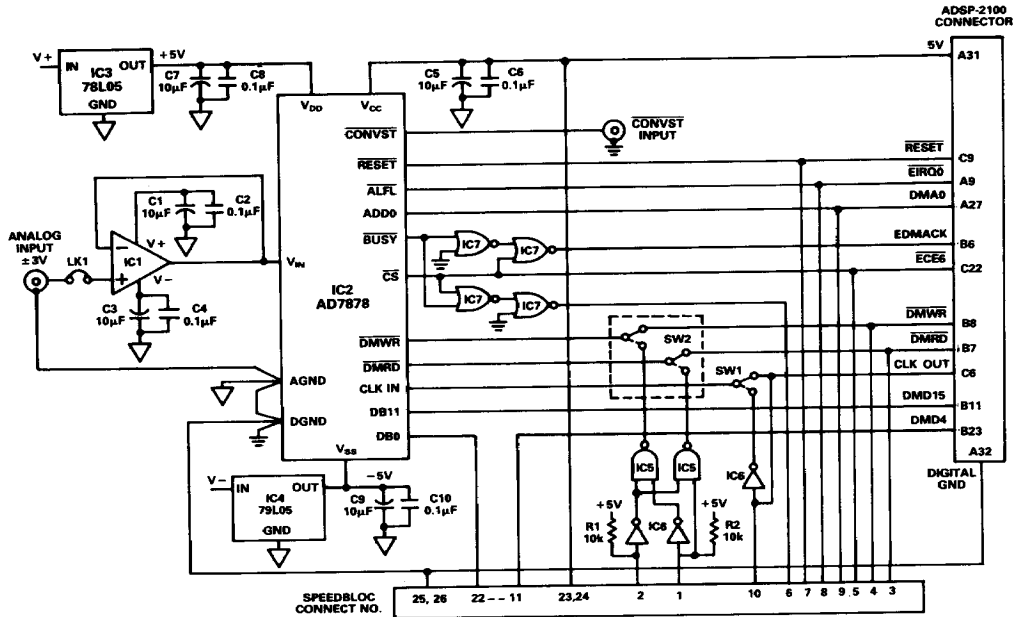 ADSP-2100
CONNECTOR
V+
IN
OUT
IC3
78L05
GND
+5V
C7
10μF
C8
0.1μF
C5
10μF
C6
0.1μF
5V
A31
VDD
VCC
CONVST
CONVST
INPUT
RESET
RESET
C9
ALFL
EIRQ0
A9
ADD0
DMA0
A27
BUSY
IC7
IC7
EDMACK
B6
CS
ECE6
C22
IC7
IC7
C1
10μF
C2
0.1μF
ANALOG
INPUT
±3V
LK1
−
+
IC1
V+
V−
VIN
IC2
AD7878
C3
10μF
C4
0.1μF
DMWR
SW2
DMWR
B8
DMRD
DMRD
B7
CLK IN
SW1
CLK OUT
C6
AGND
DB11
DMD15
B11
DGND
DB0
DMD4
B23
VSS
A32
DIGITAL
GND
IC5
IC5
IC6
V−
IN
OUT
IC4
79L05
GND
−5V
C9
10μF
C10
0.1μF
+5V
R1
10k
IC6
+5V
R2
10k
SPEEDBLOC
CONNECT NO.
25, 26
22 – – 11
23,24
2
1
10
6
7
8
9
5
4
3